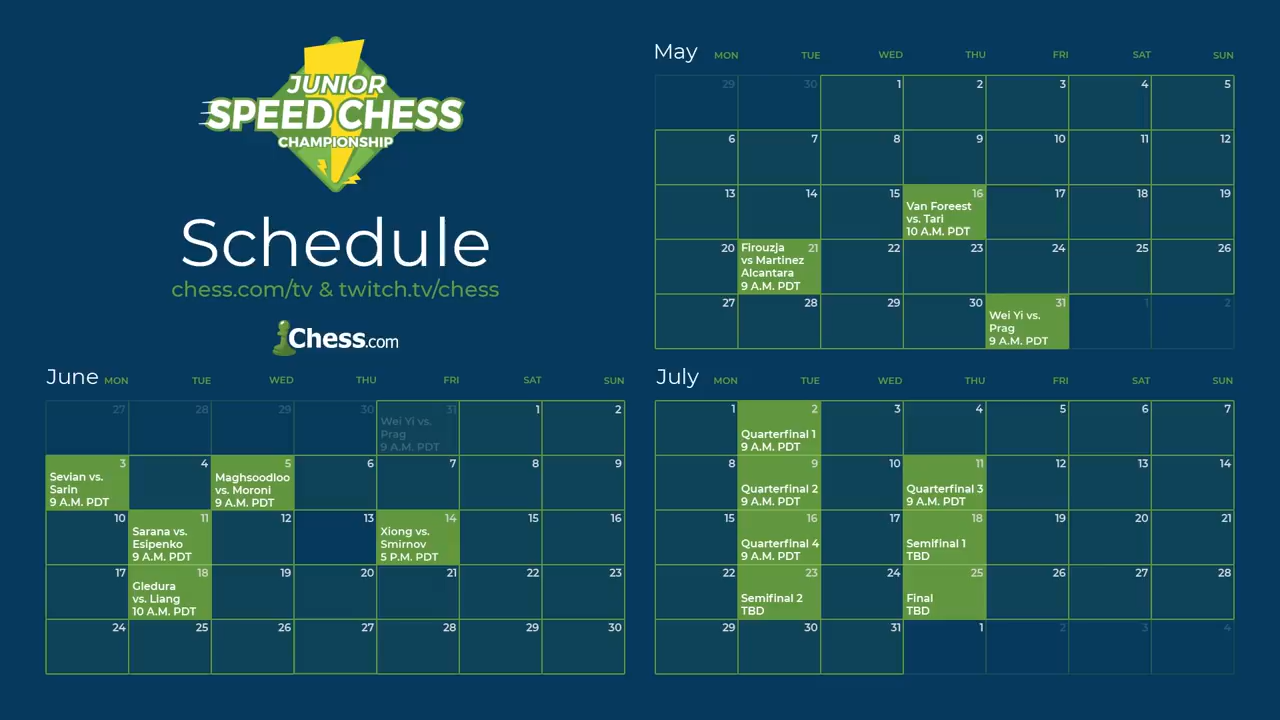 JUNIOR
SPEED CHESS
CHAMPIONSHIP
Schedule
chess.com/tv & twitch.tv/chess
Chess.com
May MON TUE WED THU FRI SAT SUN
29 30 1 2 3 4 5
6 7 8 9 10 11 12
13 14 15 16 17 18 19
Van Foreest
vs. Tari
10 A.M. PDT
20 21 22 23 24 25 26
Firouzja
vs Martinez
Alcantara
9 A.M. PDT
27 28 29 30 31 1 2
Wei Yi vs.
Prag
9 A.M. PDT
June MON TUE WED THU FRI SAT SUN
27 28 29 30 31 1 2
Wei Yi vs.
Prag
9 A.M. PDT
3 4 5 6 7 8 9
Sevian vs.
Sarin
9 A.M. PDT
Maghsoodloo
vs. Moroni
9 A.M. PDT
10 11 12 13 14 15 16
Sarana vs.
Esipenko
9 A.M. PDT
Xiong vs.
Smirnov
5 P.M. PDT
17 18 19 20 21 22 23
Gledura
vs. Liang
10 A.M. PDT
24 25 26 27 28 29 30
July MON TUE WED THU FRI SAT SUN
1 2 3 4 5 6 7
Quarterfinal 1
9 A.M. PDT
8 9 10 11 12 13 14
Quarterfinal 2
9 A.M. PDT
Quarterfinal 3
9 A.M. PDT
15 16 17 18 20 21
Quarterfinal 4
9 A.M. PDT
Semifinal 1
TBD
22 23 24 25 26 27 28
Semifinal 2
TBD
Final
TBD
29 30 31 1 2 3 4